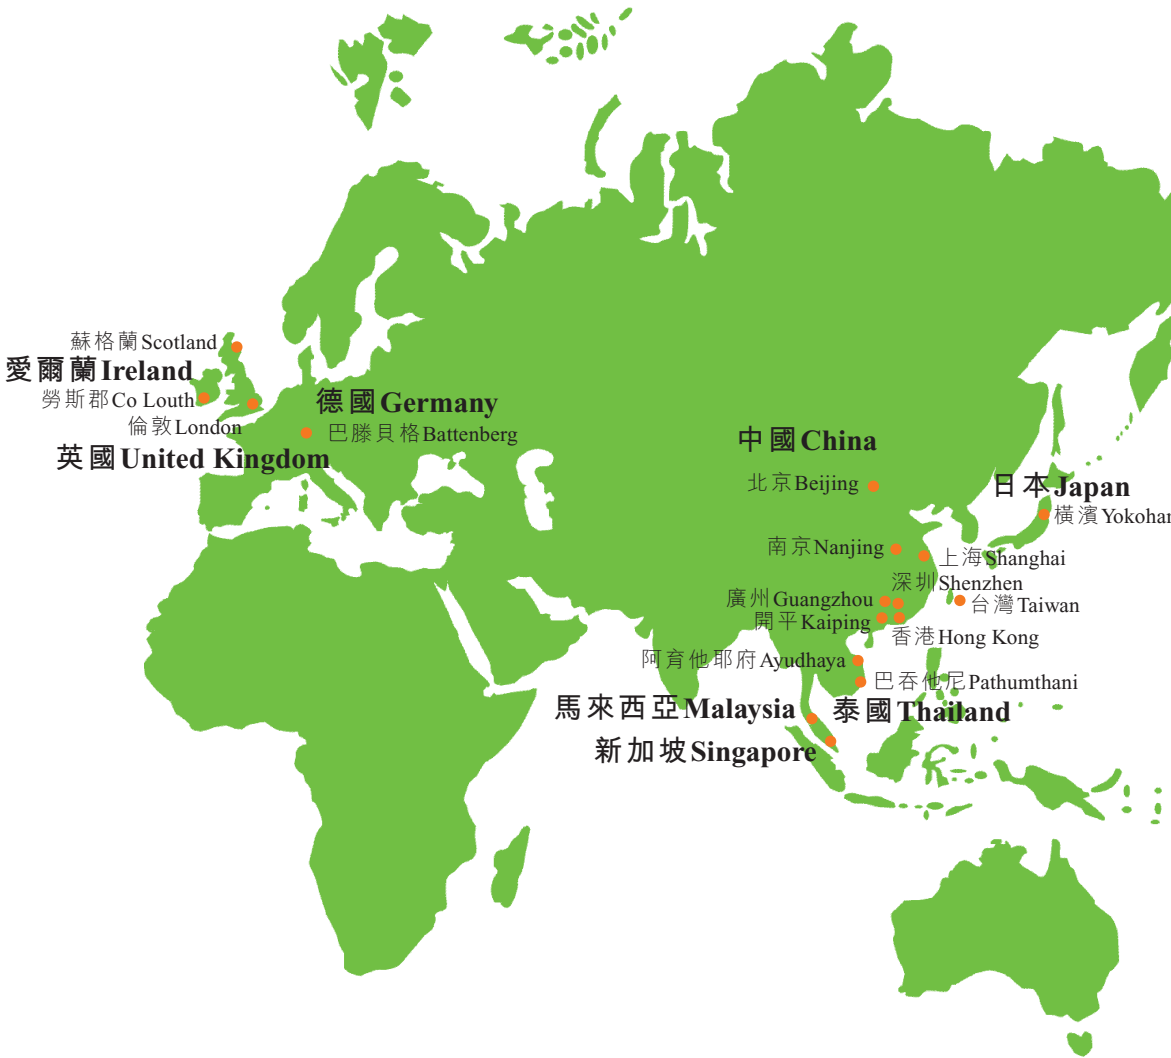 蘇格蘭Scotland
愛爾蘭Ireland
勞斯郡Co Louth
倫敦London
英國United Kingdom
德國Germany
巴滕貝格Battenberg
中國China
北京Beijing
日本Japan
橫濱Yokohar
南京Nanjing
上海Shanghai
深圳Shenzhen
廣州Guangzhou
台灣Taiwan
開平Kaiping
香港Hong Kong
阿育他耶府Ayudhaya
巴吞他尼Pathumthani
馬來西亞Malaysia
泰國Thailand
新加坡Singapore